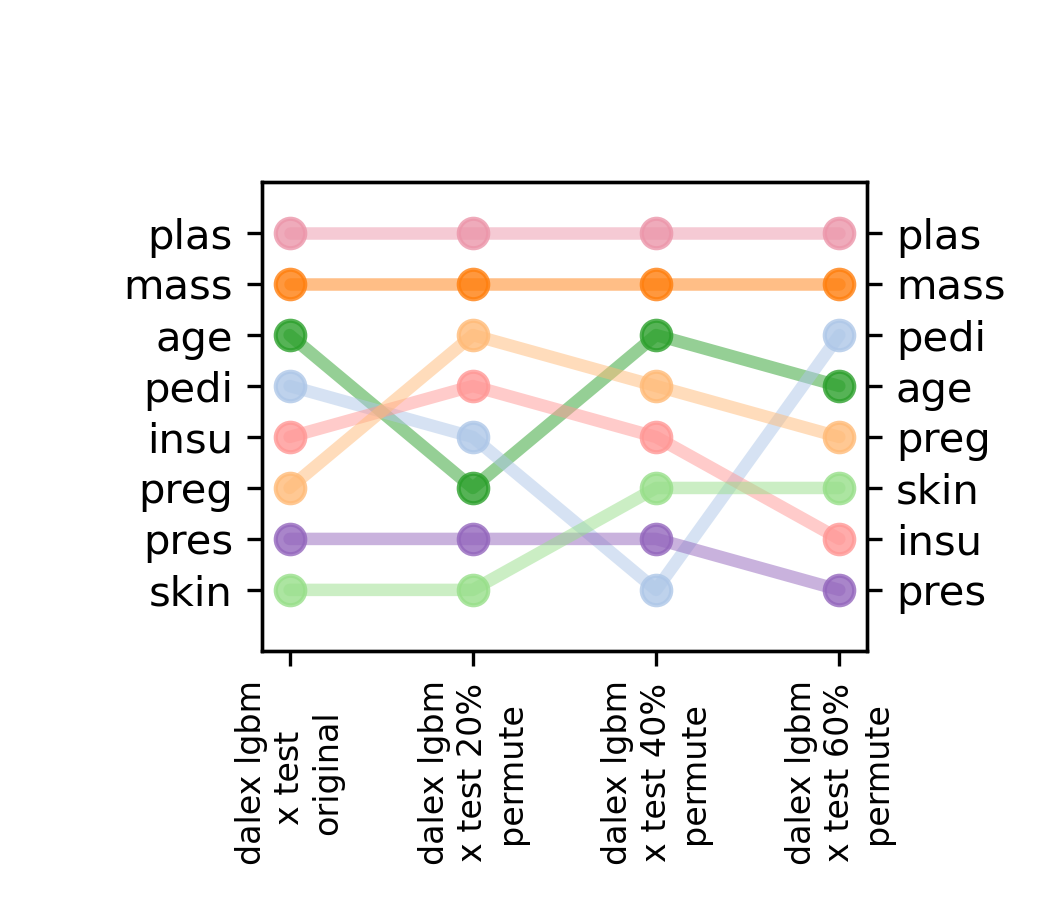 plas
mass
age
pedi
insu
preg
pres
skin
plas
mass
pedi
age
preg
skin
insu
pres
dalex lgbm
x test
original
dalex lgbm
x test 20%
permute
dalex lgbm
x test 40%
permute
dalex lgbm
x test 60%
permute